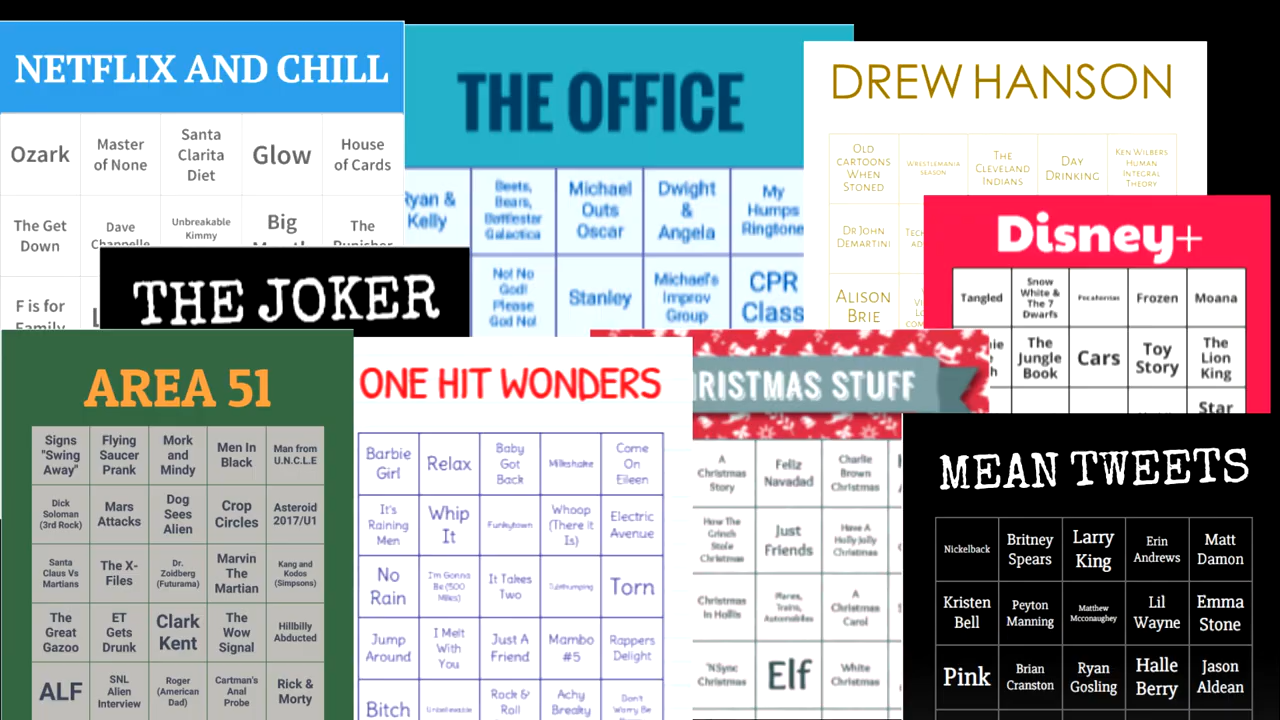 NETFLIX AND CHILL
Ozark
Master
of None
Santa
Clarita
Diet
Glow
House
of Cards
The Get
Down
Dave
Chappelle
Unbreakable
Kimmy
Big
The
Punisher
F is for
Family
THE OFFICE
Ryan &
Kelly
Beets,
Bears,
Battlestar
Galactica
Michael
Outs
Oscar
Dwight
&
Angela
My
Humps
Ringtone
No! No
God!
Please
God No!
Stanley
Michael's
Improv
Group
CPR
Class
DREW HANSON
OLD
CARTOONS
WHEN
STONED
WRESTLEMANIA
SEASON
THE
CLEVELAND
INDIANS
DAY
DRINKING
KEN WILBERS
HUMAN
INTEGRAL
THEORY
DR JOHN
DEMARTINI
ALISON
BRIE
Disney+
Tangled
Snow
White &
The 7
Dwarfs
Pocahontas
Frozen
Moana
The
Jungle
Book
Cars
Toy
Story
The
Lion
King
Star
THE JOKER
AREA 51
Signs
"Swing
Away"
Flying
Saucer
Prank
Mork
and
Mindy
Men In
Black
Man from
U.N.C.L.E
Dick
Soloman
(3rd Rock)
Mars
Attacks
Dog
Sees
Alien
Crop
Circles
Asteroid
2017/U1
Santa
Claus Vs
Martians
The X-
Files
Dr.
Zoidberg
(Futurama)
Marvin
The
Martian
Kang and
Kodos
(Simpsons)
The
Great
Gazoo
ET
Gets
Drunk
Clark
Kent
The
Wow
Signal
Hillbilly
Abducted
ALF
SNL
Alien
Interview
Roger
(American
Dad)
Cartman's
Anal
Probe
Rick &
Morty
ONE HIT WONDERS
Barbie
Girl
Relax
Baby
Got
Back
Milkshake
Come
On
Eileen
It's
Raining
Men
Whip
It
Funkytown
Whoop
(There it
Is)
Electric
Avenue
No
Rain
I'm Gonna
Be (500
Miles)
It Takes
Two
Tubthumping
Torn
Jump
Around
I Melt
With
You
Just A
Friend
Mambo
#5
Rappers
Delight
Bitch
Unbelievable
Rock &
Roll
Achy
Breaky
Don't
Worry Be
RISTMAS STUFF
A
Christmas
Story
Feliz
Navadad
Charlie
Brown
Christmas
How The
Grinch
Stole
Christmas
Just
Friends
Have A
Holly Jolly
Christmas
Christmas
In Hollis
Planes,
Trains,
Automobiles
A
Christmas
Carol
'NSync
Christmas
Elf
White
Christmas
MEAN TWEETS
Nickelback
Britney
Spears
Larry
King
Erin
Andrews
Matt
Damon
Kristen
Bell
Peyton
Manning
Matthew
Mcconaughey
Lil
Wayne
Emma
Stone
Pink
Brian
Cranston
Ryan
Gosling
Halle
Berry
Jason
Aldean